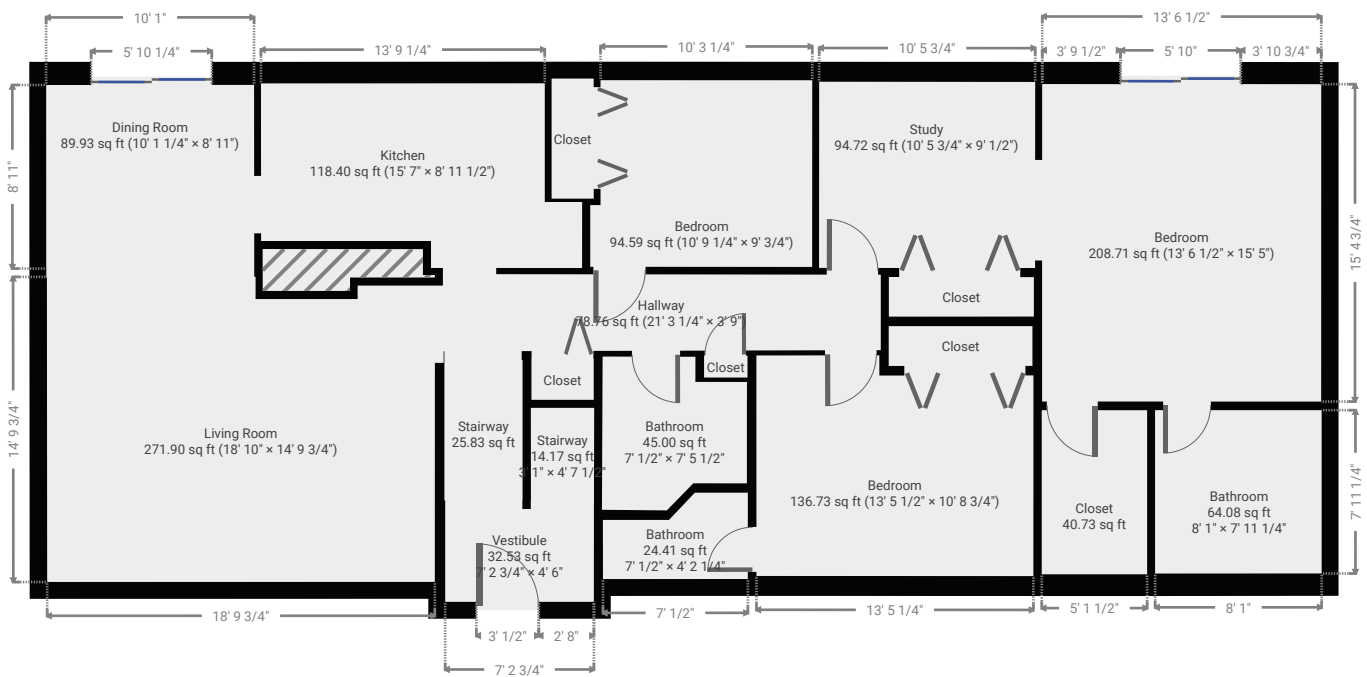 10' 1"
13' 6 1/2"
5' 10 1/4"
13' 9 1/4"
10' 3 1/4"
10' 5 3/4"
3' 9 1/2"
5' 10"
3' 10 3/4"
Dining Room
89.93 sq ft (10' 1 1/4" × 8' 11")
Kitchen
118.40 sq ft (15' 7" × 8' 11 1/2")
Closet
Study
94.72 sq ft (10' 5 3/4" × 9' 1/2")
8' 11"
Bedroom
94.59 sq ft (10' 9 1/4" × 9' 3/4")
Bedroom
208.71 sq ft (13' 6 1/2" × 15' 5")
15' 4 3/4"
Hallway
78.76 sq ft (21' 3 1/4" × 3' 9")
Closet
Closet
Closet
Closet
14' 9 3/4"
Living Room
271.90 sq ft (18' 10" × 14' 9 3/4")
Stairway
25.83 sq ft
Stairway
14.17 sq ft
3' 1" × 4' 7 1/2"
Bathroom
45.00 sq ft
7' 1/2" × 7' 5 1/2"
Bedroom
136.73 sq ft (13' 5 1/2" × 10' 8 3/4")
Closet
40.73 sq ft
Bathroom
64.08 sq ft
8' 1" × 7' 11 1/4"
7' 11 1/4"
Vestibule
32.53 sq ft
7' 2 3/4" × 4' 6"
Bathroom
24.41 sq ft
7' 1/2" × 4' 2 1/4"
18' 9 3/4"
3' 1/2"
2' 8"
7' 1/2"
13' 5 1/4"
5' 1 1/2"
8' 1"
7' 2 3/4"